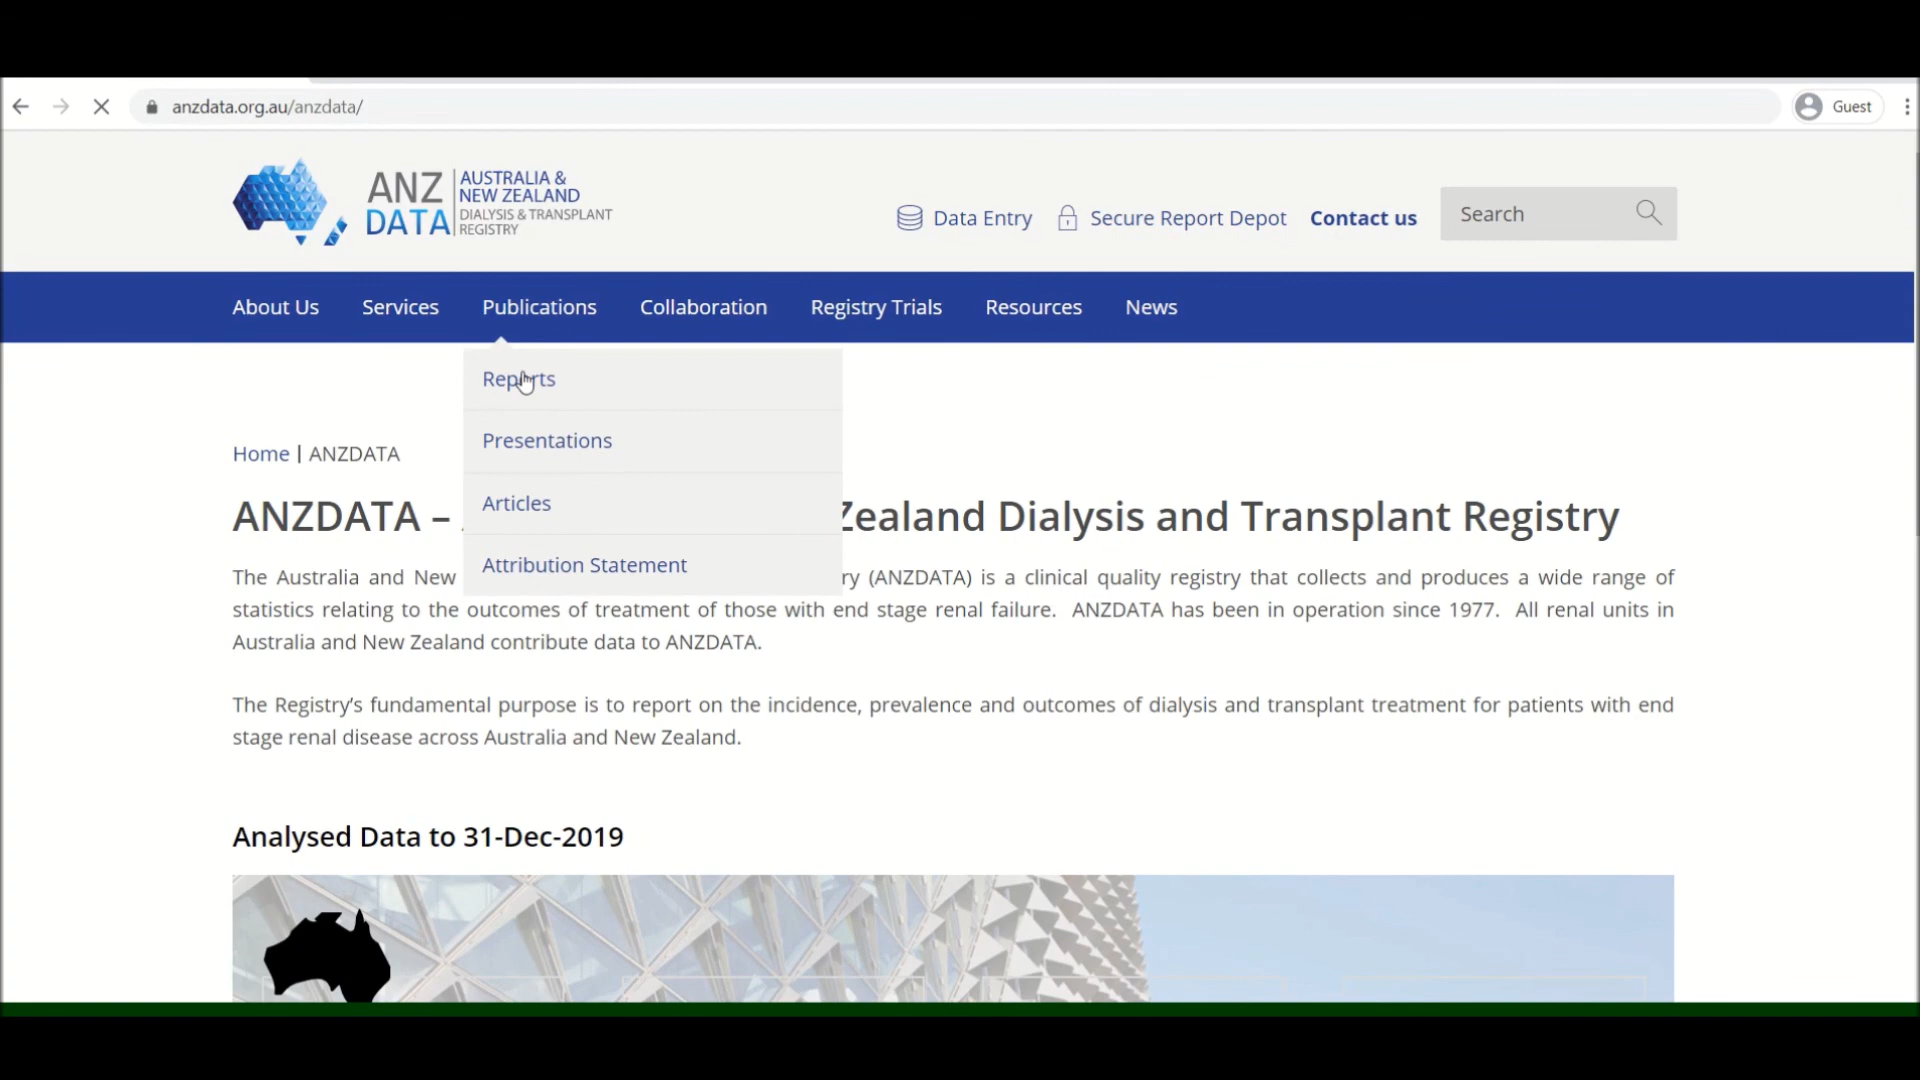 anzdata.org.au/anzdata/
Guest
ANZ DATA
AUSTRALIA &
NEW ZEALAND
DIALYSIS & TRANSPLANT
REGISTRY
Data Entry
Secure Report Depot
Contact us
Search
About Us Services Publications Collaboration Registry Trials Resources News
Reports
Presentations
Articles
Attribution Statement
Home | ANZDATA
ANZDATA – Zealand Dialysis and Transplant Registry
The Australia and New ry (ANZDATA) is a clinical quality registry that collects and produces a wide range of
statistics relating to the outcomes of treatment of those with end stage renal failure. ANZDATA has been in operation since 1977. All renal units in
Australia and New Zealand contribute data to ANZDATA.
The Registry’s fundamental purpose is to report on the incidence, prevalence and outcomes of dialysis and transplant treatment for patients with end
stage renal disease across Australia and New Zealand.
Analysed Data to 31-Dec-2019